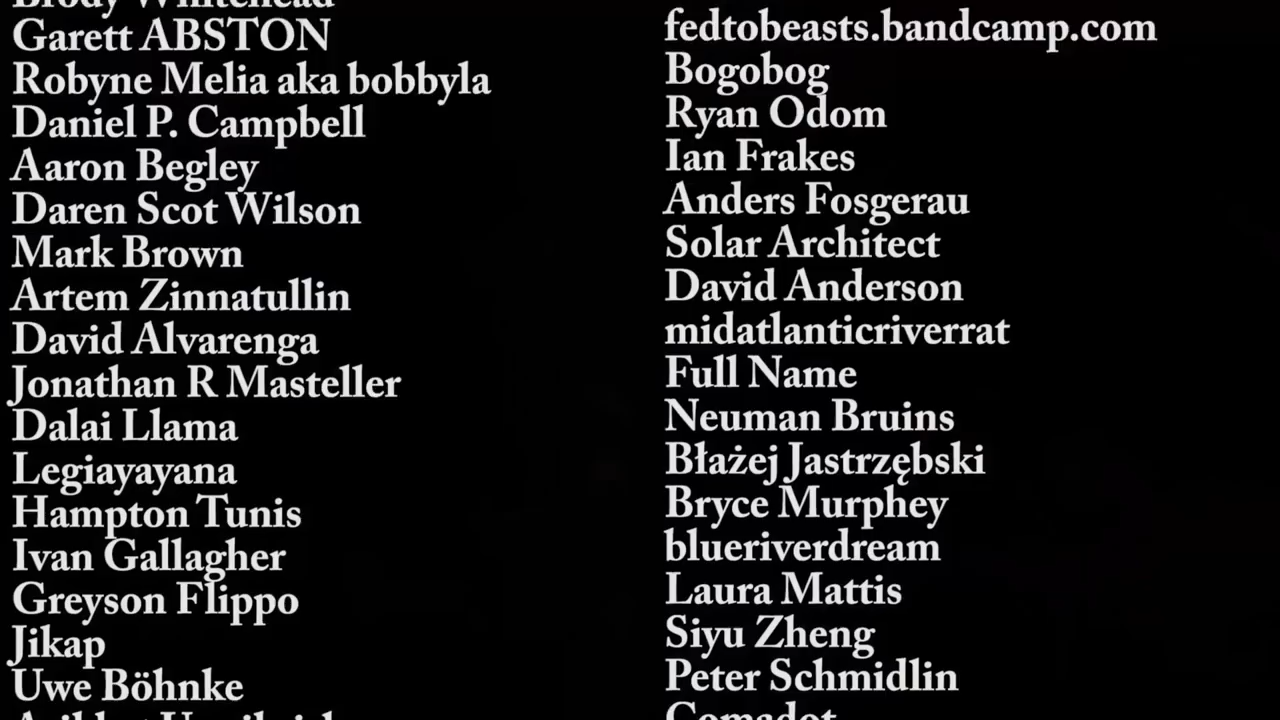 Brody Whitehead
Garett ABSTON
Robyne Melia aka bobbyla
Daniel P. Campbell
Aaron Begley
Daren Scot Wilson
Mark Brown
Artem Zinnatullin
David Alvarenga
Jonathan R Masteller
Dalai Llama
Legiayayana
Hampton Tunis
Ivan Gallagher
Greyson Flippo
Jikap
Uwe Böhnke
fedtobeasts.bandcamp.com
Bogobog
Ryan Odom
Ian Frakes
Anders Fosgerau
Solar Architect
David Anderson
midatlanticriverrat
Full Name
Neuman Bruins
Błażej Jastrzębski
Bryce Murphey
blueriverdream
Laura Mattis
Siyu Zheng
Peter Schmidlin